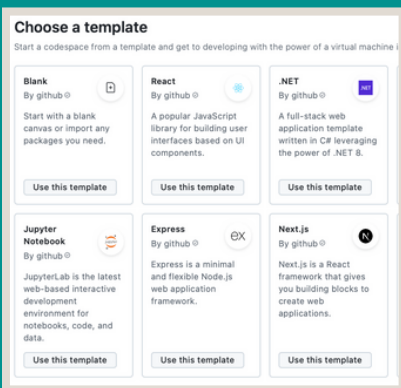 Choose a template
Start a codespace from a template and get to developing with the power of a virtual machine i
Blank
By github
Start with a blank
canvas or import any
packages you need.
Use this template
React
By github
A popular JavaScript
library for building user
interfaces based on UI
components.
Use this template
.NET
By github
.NET
A full-stack web
application template
written in C# leveraging
the power of .NET 8.
Use this template
Jupyter
Notebook
By github
jupyter
JupyterLab is the latest
web-based interactive
development
environment for
notebooks, code, and
data.
Use this template
Express
By github
ex
Express is a minimal
and flexible Node.js
web application
framework.
Use this template
Next.js
By github
N
Next.js is a React
framework that gives
you building blocks to
create web
applications.
Use this template